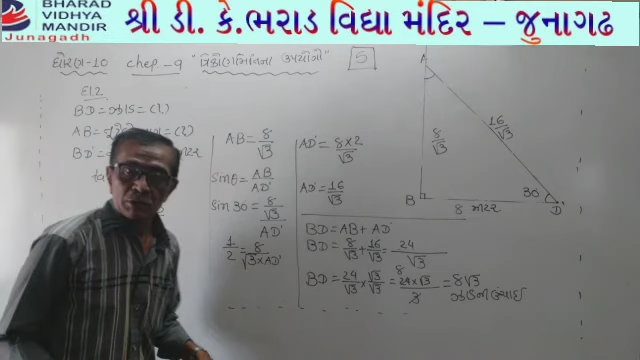 BHARAD
VIDHYA
MANDIR
Junagadh
શ્રી ડી. કે.ભરાડ વિદ્યા મંદિર – જુનાગઢ
ધોરણ-10 chep-9 "ત્રિકોણમિતિના ઉપયોગો" 5
BD = ઝાડ = (?)
AB =
BD' =
ta
AB = 8/√3
sinθ = AB/AD'
sin 30 = 8/√3 / AD'
1/2 = 8/√3×AD'
AD' = 8×2/√3
AD' = 16/√3
BD = AB + AD'
BD = 8/√3 + 16/√3 = 24/√3
BD = 24/√3 × √3/√3 = 8 24×√3/3 = 8√3
ઝાડની ઉંચાઈ
A
8/√3
16/√3
B
30
D'
8 મીટર